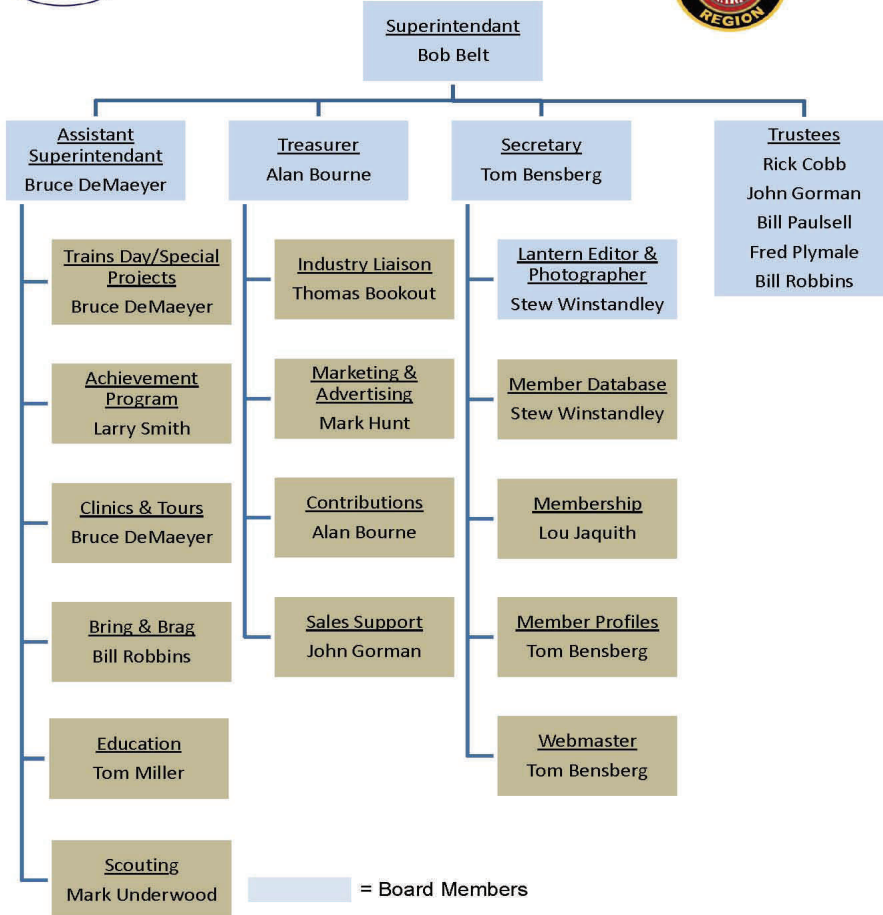 REGION
Superintendant
Bob Belt
Assistant
Superintendant
Bruce DeMaeyer
Treasurer
Alan Bourne
Secretary
Tom Bensberg
Trustees
Rick Cobb
John Gorman
Bill Paulsell
Fred Plymale
Bill Robbins
Trains Day/Special
Projects
Bruce DeMaeyer
Achievement
Program
Larry Smith
Clinics & Tours
Bruce DeMaeyer
Bring & Brag
Bill Robbins
Education
Tom Miller
Scouting
Mark Underwood
Industry Liaison
Thomas Bookout
Marketing &
Advertising
Mark Hunt
Contributions
Alan Bourne
Sales Support
John Gorman
Lantern Editor &
Photographer
Stew Winstandley
Member Database
Stew Winstandley
Membership
Lou Jaquith
Member Profiles
Tom Bensberg
Webmaster
Tom Bensberg
= Board Members